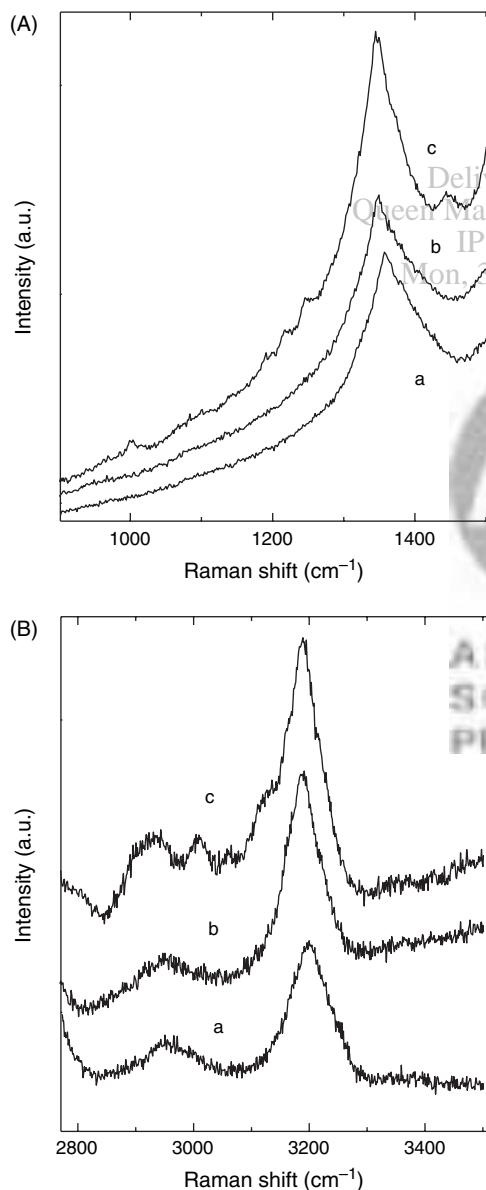 (A)
Intensity (a.u.)
c
Deliv
Queen Ma
b
IP
Mon, 3
a
1000 1200 1400
Raman shift (cm⁻¹)
(B)
Intensity (a.u.)
c
b
a
2800 3000 3200 3400
Raman shift (cm⁻¹)